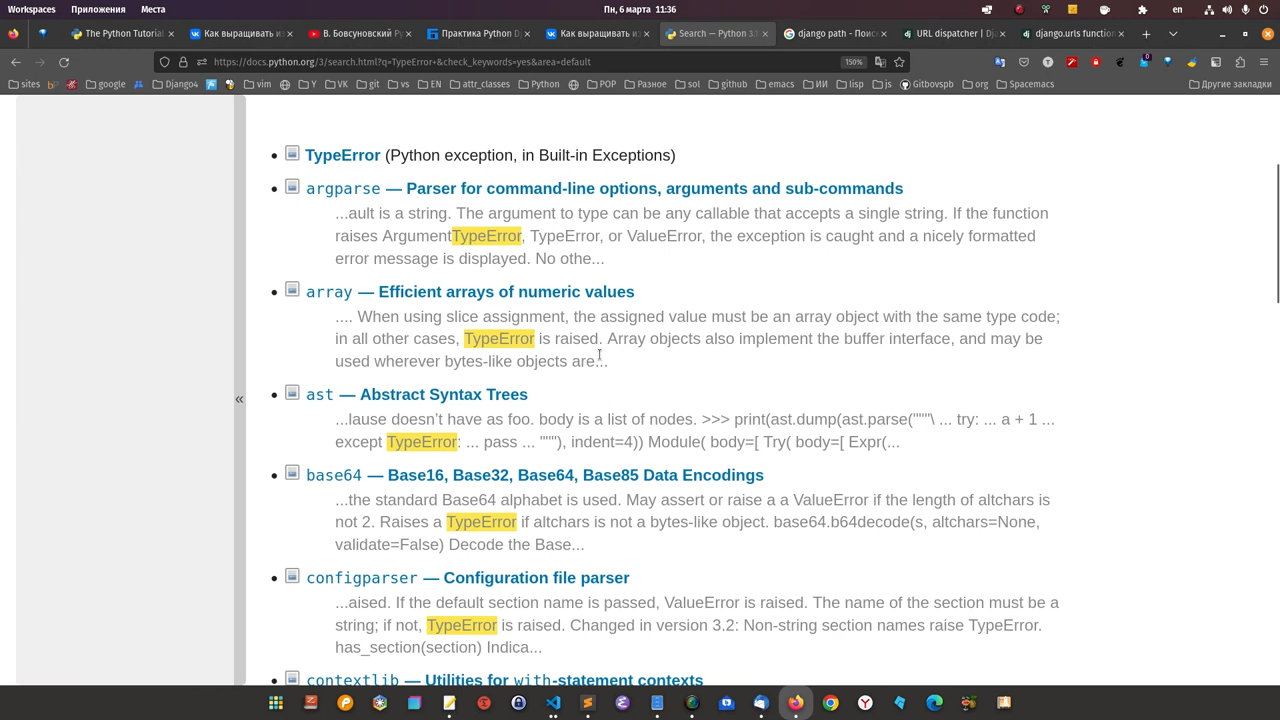 Workspaces Applications Места Пн, 6 марта 11:36 en
The Python Tutorial Как выращивать из В. Бовсуновский Ру Практика Python Dj Как выращивать из Search — Python 3.1 django path - Поиск URL dispatcher | Dja django.urls function
https://docs.python.org/3/search.html?q=TypeError+&check_keywords=yes&area=default 150%
sites google Django4 vim Y VK git vs EN attr_classes Python POP Разное sol github emacs ИИ lisp js Gitbovspb org Spacemacs Другие закладки
• TypeError (Python exception, in Built-in Exceptions)
• argparse — Parser for command-line options, arguments and sub-commands
...ault is a string. The argument to type can be any callable that accepts a single string. If the function
raises ArgumentTypeError, TypeError, or ValueError, the exception is caught and a nicely formatted
error message is displayed. No othe...
• array — Efficient arrays of numeric values
.... When using slice assignment, the assigned value must be an array object with the same type code;
in all other cases, TypeError is raised. Array objects also implement the buffer interface, and may be
used wherever bytes-like objects are...
«
• ast — Abstract Syntax Trees
...lause doesn’t have as foo. body is a list of nodes. >>> print(ast.dump(ast.parse("""\ ... try: ... a + 1 ...
except TypeError: ... pass ... """), indent=4)) Module( body=[ Try( body=[ Expr(...
• base64 — Base16, Base32, Base64, Base85 Data Encodings
...the standard Base64 alphabet is used. May assert or raise a a ValueError if the length of altchars is
not 2. Raises a TypeError if altchars is not a bytes-like object. base64.b64decode(s, altchars=None,
validate=False) Decode the Base...
• configparser — Configuration file parser
...aised. If the default section name is passed, ValueError is raised. The name of the section must be a
string; if not, TypeError is raised. Changed in version 3.2: Non-string section names raise TypeError.
has_section(section) Indica...
• contextlib — Utilities for with-statement contexts